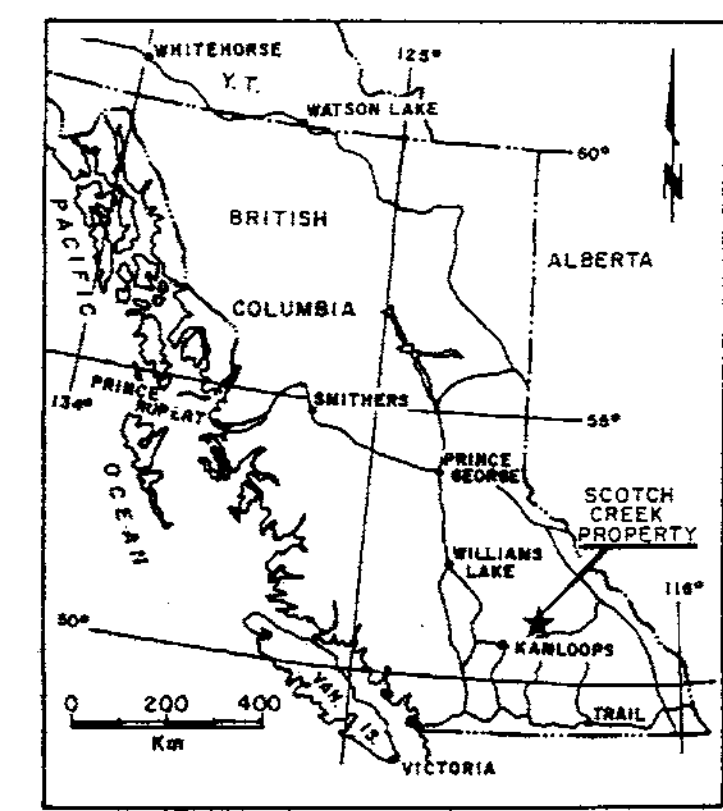 WHITEHORSE
125°
Y. T.
WATSON LAKE
60°
N
BRITISH
PACIFIC
ALBERTA
COLUMBIA
PRINCE
RUPERT
134°
SMITHERS
55°
PRINCE
GEORGE
OCEAN
SCOTCH
CREEK
PROPERTY
WILLIAMS
LAKE
116°
50°
KAMLOOPS
VAN.
IS.
0 200 400
Km
TRAIL
VICTORIA